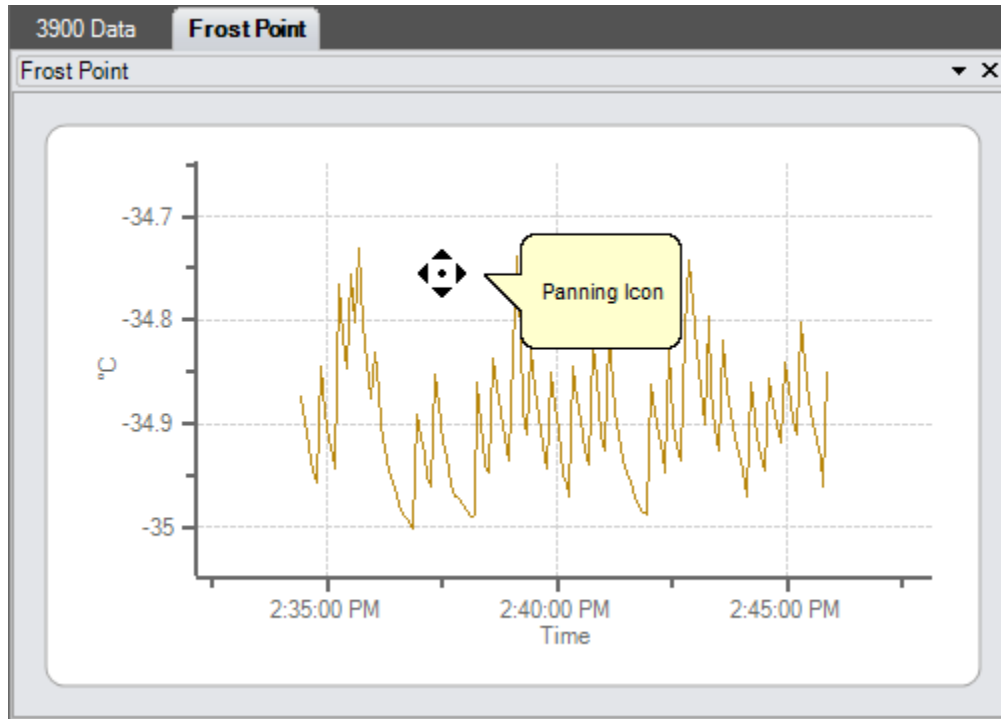 3900 Data Frost Point
Frost Point
-34.7
-34.8
-34.9
-35
°C
Panning Icon
2:35:00 PM 2:40:00 PM 2:45:00 PM
Time